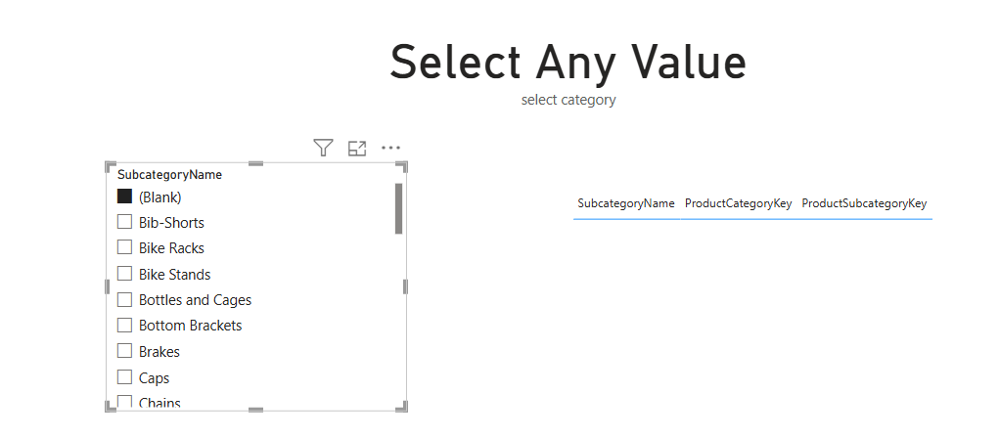 Select Any Value
select category
SubcategoryName
(Blank)
Bib-Shorts
Bike Racks
Bike Stands
Bottles and Cages
Bottom Brackets
Brakes
Caps
Chains
SubcategoryName ProductCategoryKey ProductSubcategoryKey